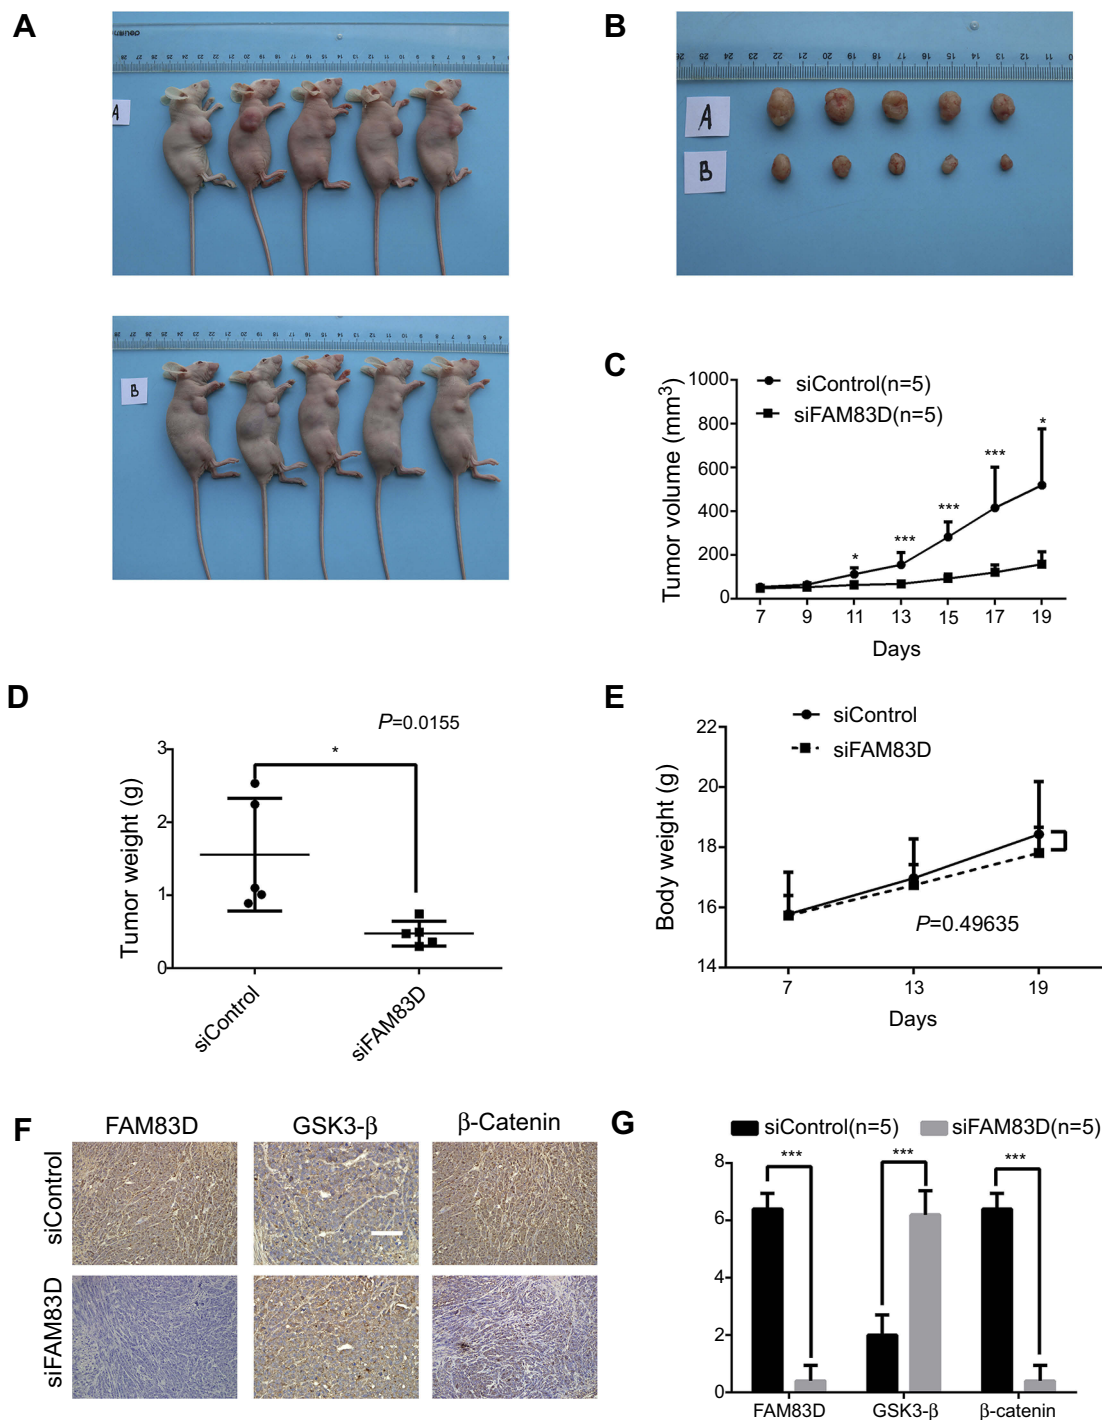 A
B
A
B
A
B
C
1000
800
600
400
200
0
Tumor volume (mm³)
siControl(n=5)
siFAM83D(n=5)
*
***
***
***
*
7 9 11 13 15 17 19
Days
D
P=0.0155
*
3
2
1
0
Tumor weight (g)
siControl
siFAM83D
E
siControl
siFAM83D
22
20
18
16
14
Body weight (g)
P=0.49635
7 13 19
Days
F
FAM83D GSK3-β β-Catenin
siControl
siFAM83D
G
siControl(n=5) siFAM83D(n=5)
*** *** ***
8
6
4
2
0
FAM83D GSK3-β β-catenin